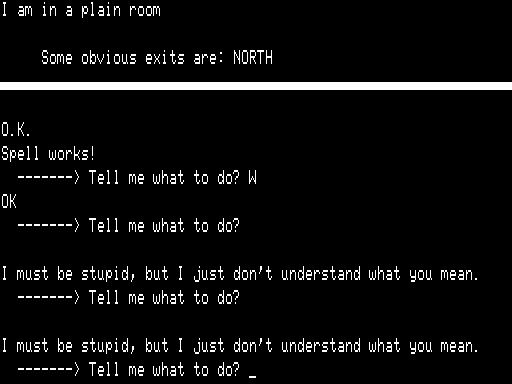 I am in a plain room
Some obvious exits are: NORTH
O.K.
Spell works!
-------> Tell me what to do? W
OK
-------> Tell me what to do?
I must be stupid, but I just don't understand what you mean.
-------> Tell me what to do?
I must be stupid, but I just don't understand what you mean.
-------> Tell me what to do? _